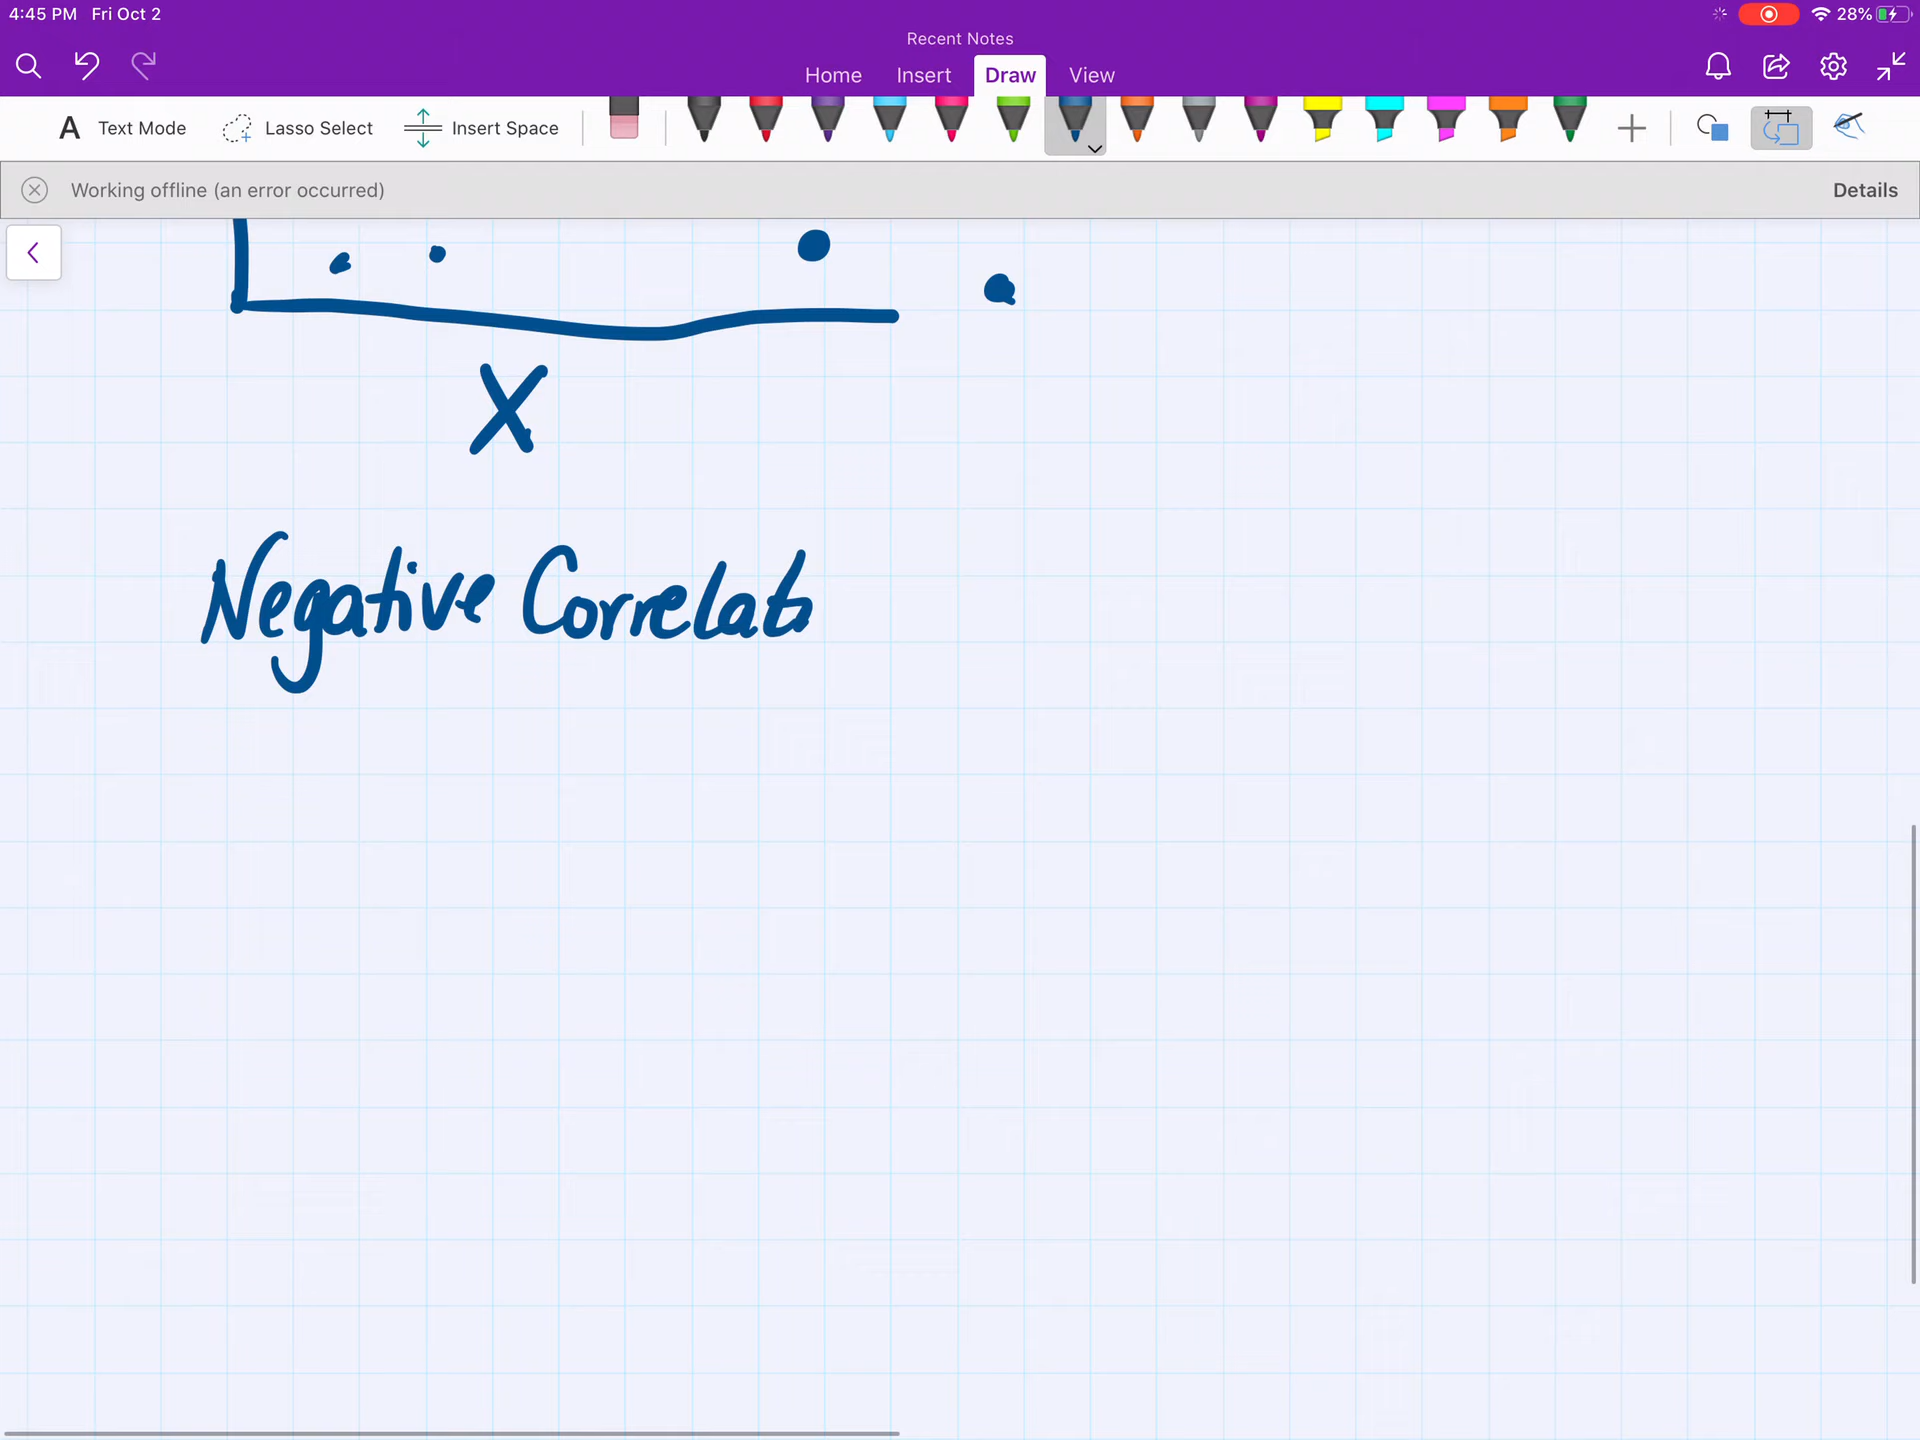 4:45 PM Fri Oct 2
28%
Recent Notes
Home Insert Draw View
A Text Mode Lasso Select Insert Space
Working offline (an error occurred) Details
X
Negative Correlati